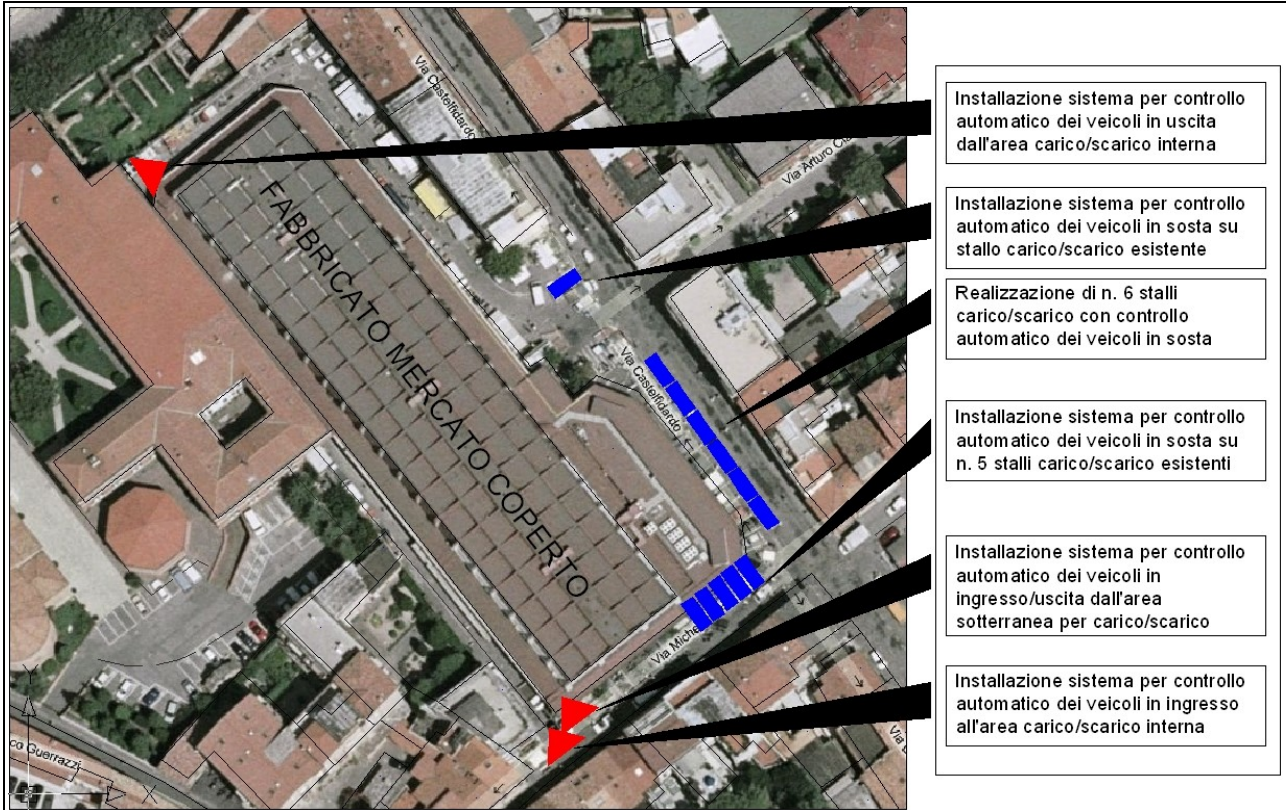 Via Castelfidardo
Via Arturo
FABBRICATO MERCATO COPERTO
Via Castelfidardo
Via
co Guerrazzi
Via
Y
X
Installazione sistema per controllo
automatico dei veicoli in uscita
dall'area carico/scarico interna
Installazione sistema per controllo
automatico dei veicoli in sosta su
stallo carico/scarico esistente
Realizzazione di n. 6 stalli
carico/scarico con controllo
automatico dei veicoli in sosta
Installazione sistema per controllo
automatico dei veicoli in sosta su
n. 5 stalli carico/scarico esistenti
Installazione sistema per controllo
automatico dei veicoli in
ingresso/uscita dall'area
sotterranea per carico/scarico
Installazione sistema per controllo
automatico dei veicoli in ingresso
all'area carico/scarico interna